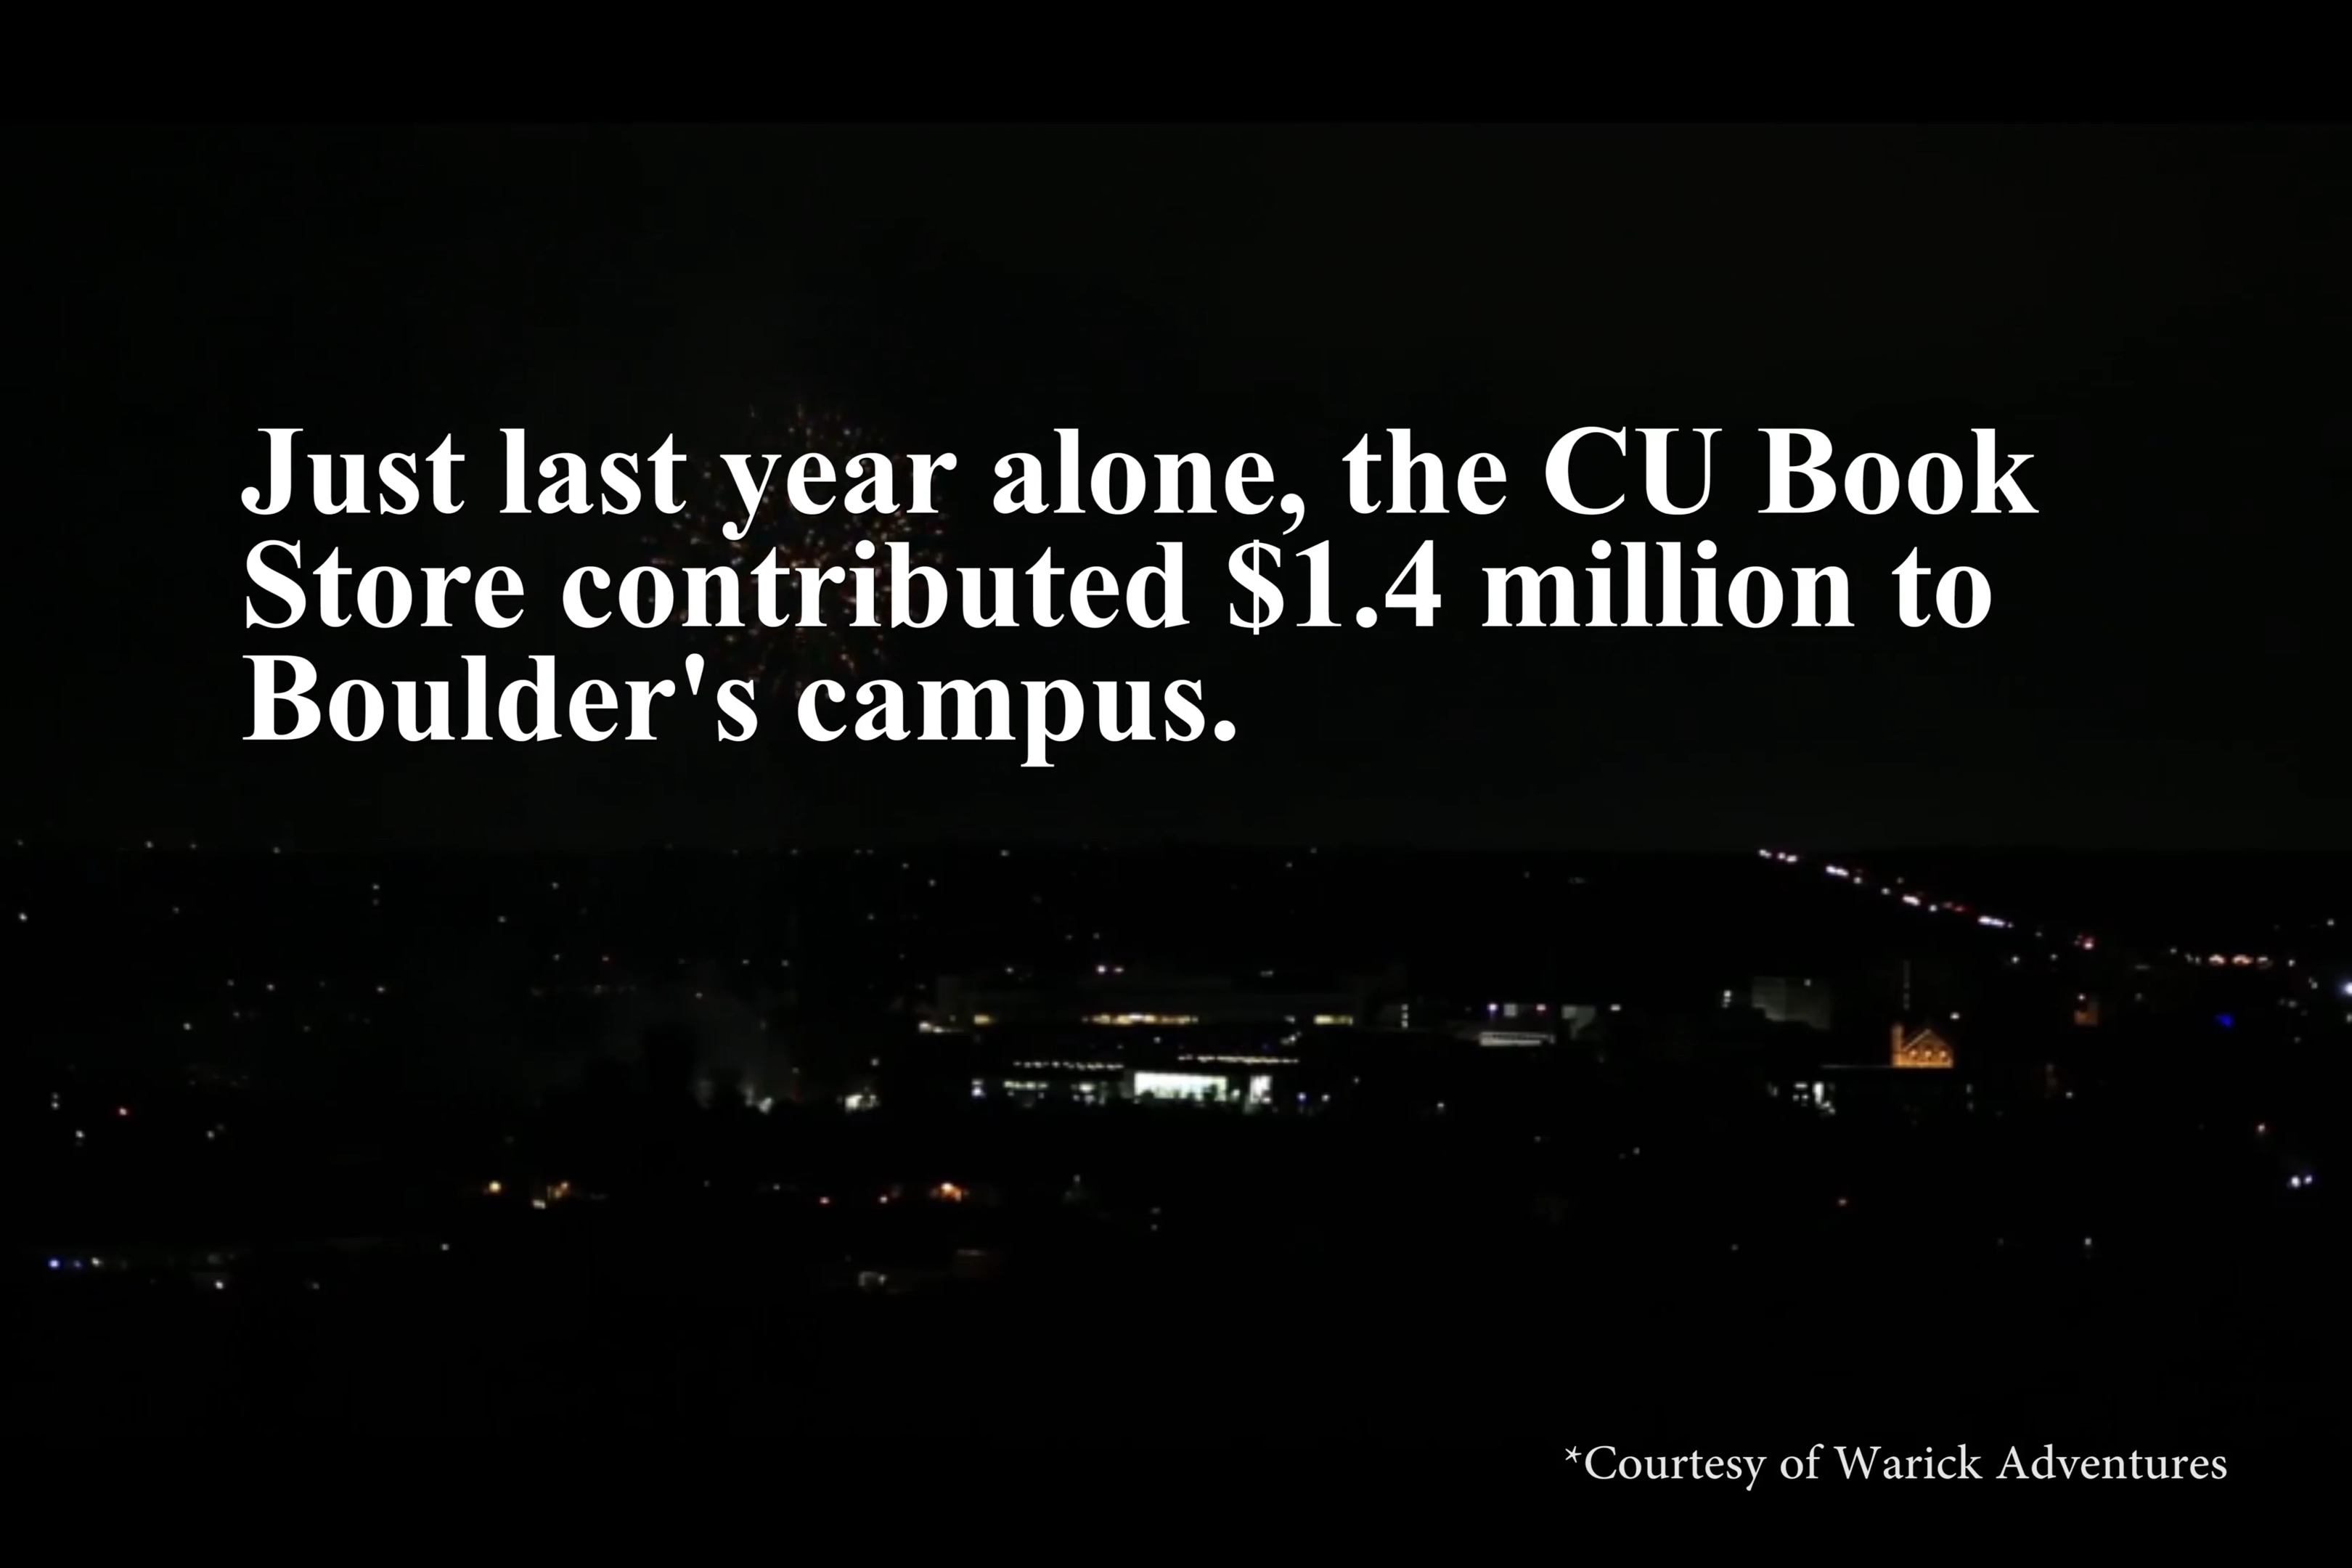 Just last year alone, the CU Book
Store contributed $1.4 million to
Boulder's campus.
*Courtesy of Warick Adventures